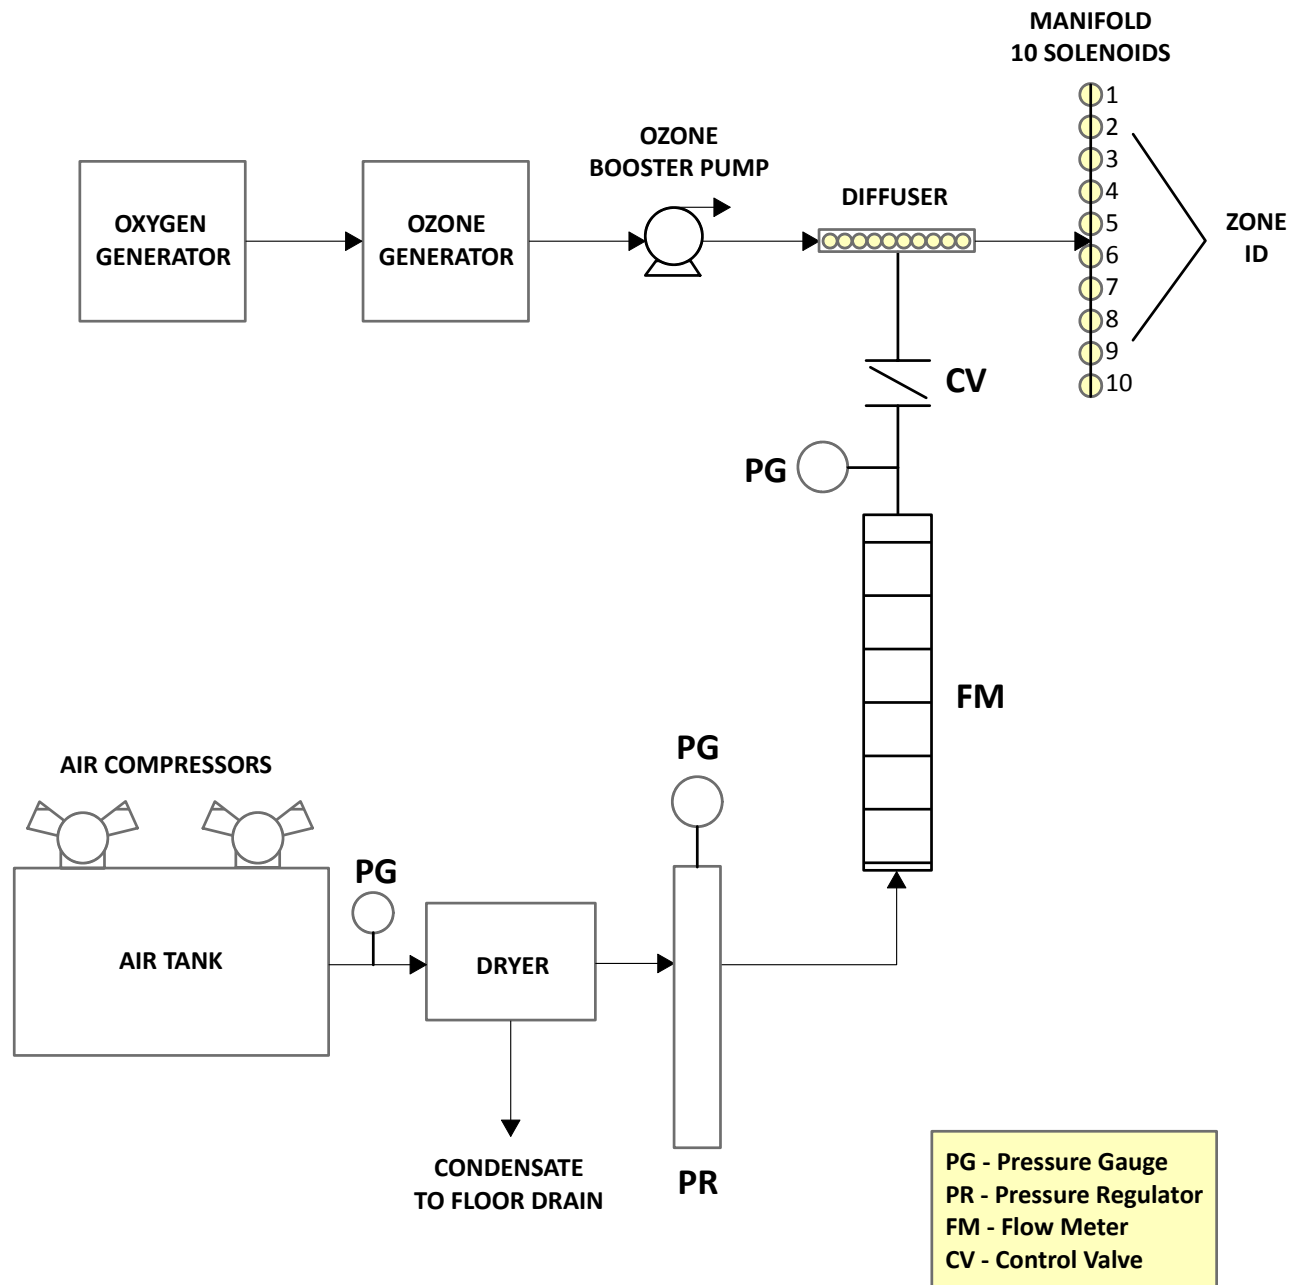 MANIFOLD
10 SOLENOIDS
1
2
3
4
5
6
7
8
9
10
ZONE
ID
OZONE
BOOSTER PUMP
DIFFUSER
OXYGEN
GENERATOR
OZONE
GENERATOR
CV
PG
FM
PG
AIR COMPRESSORS
PG
AIR TANK
DRYER
CONDENSATE
TO FLOOR DRAIN
PR
PG - Pressure Gauge
PR - Pressure Regulator
FM - Flow Meter
CV - Control Valve